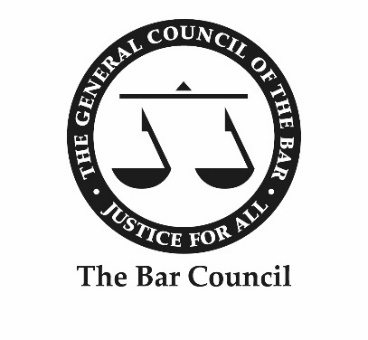 THE GENERAL COUNCIL OF THE BAR
• JUSTICE FOR ALL •
The Bar Council